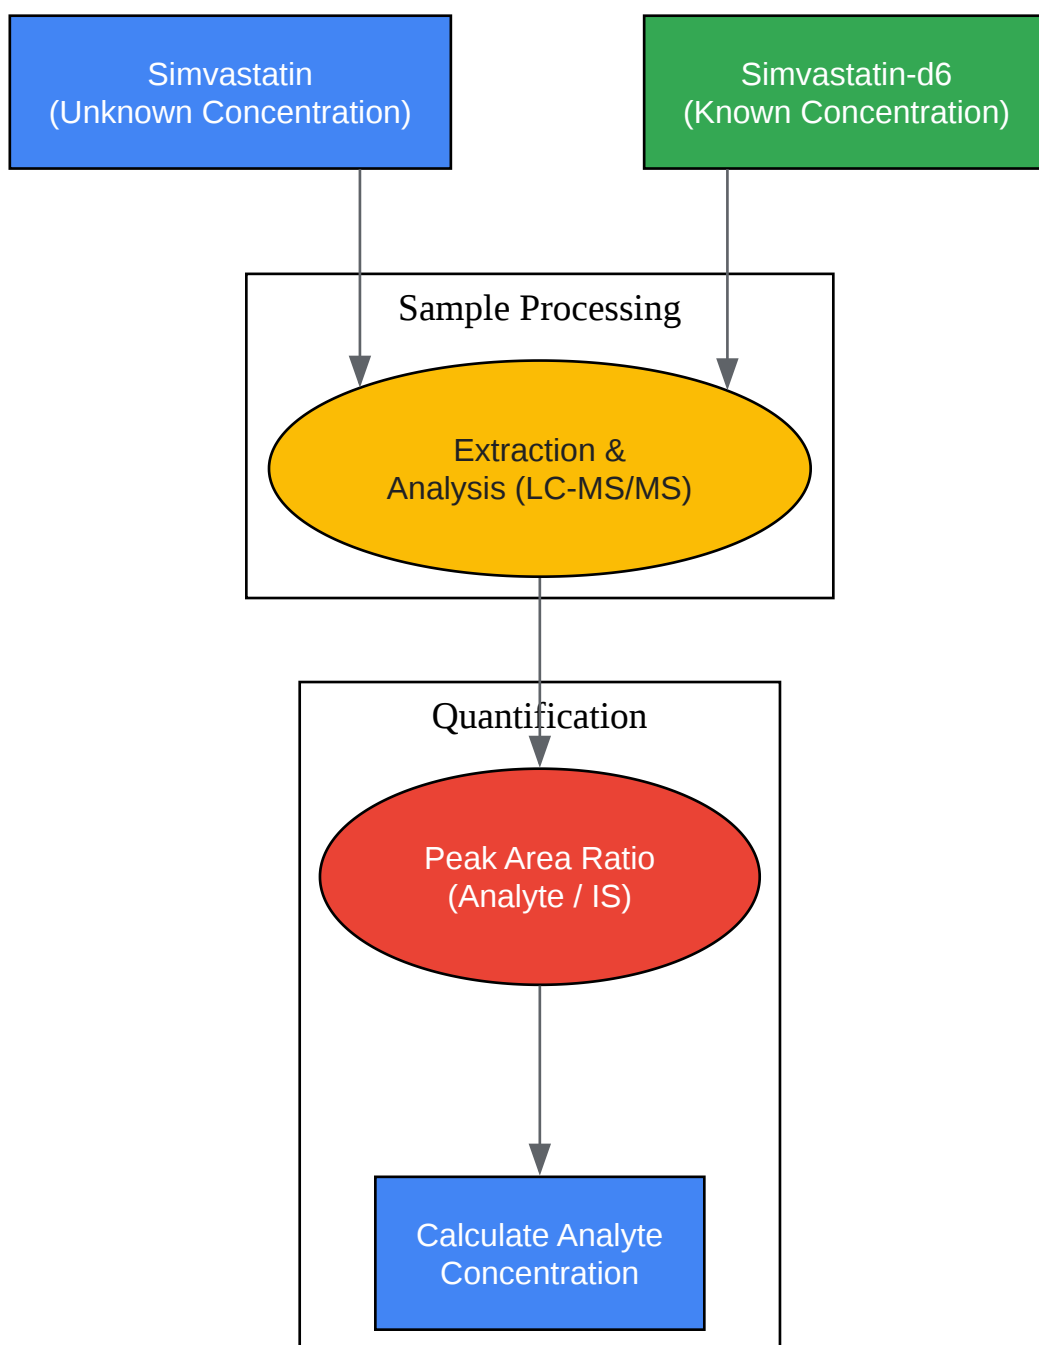 Simvastatin
(Unknown Concentration)
Simvastatin-d6
(Known Concentration)
Sample Processing
Extraction &
Analysis (LC-MS/MS)
Quantification
Peak Area Ratio
(Analyte / IS)
Calculate Analyte
Concentration